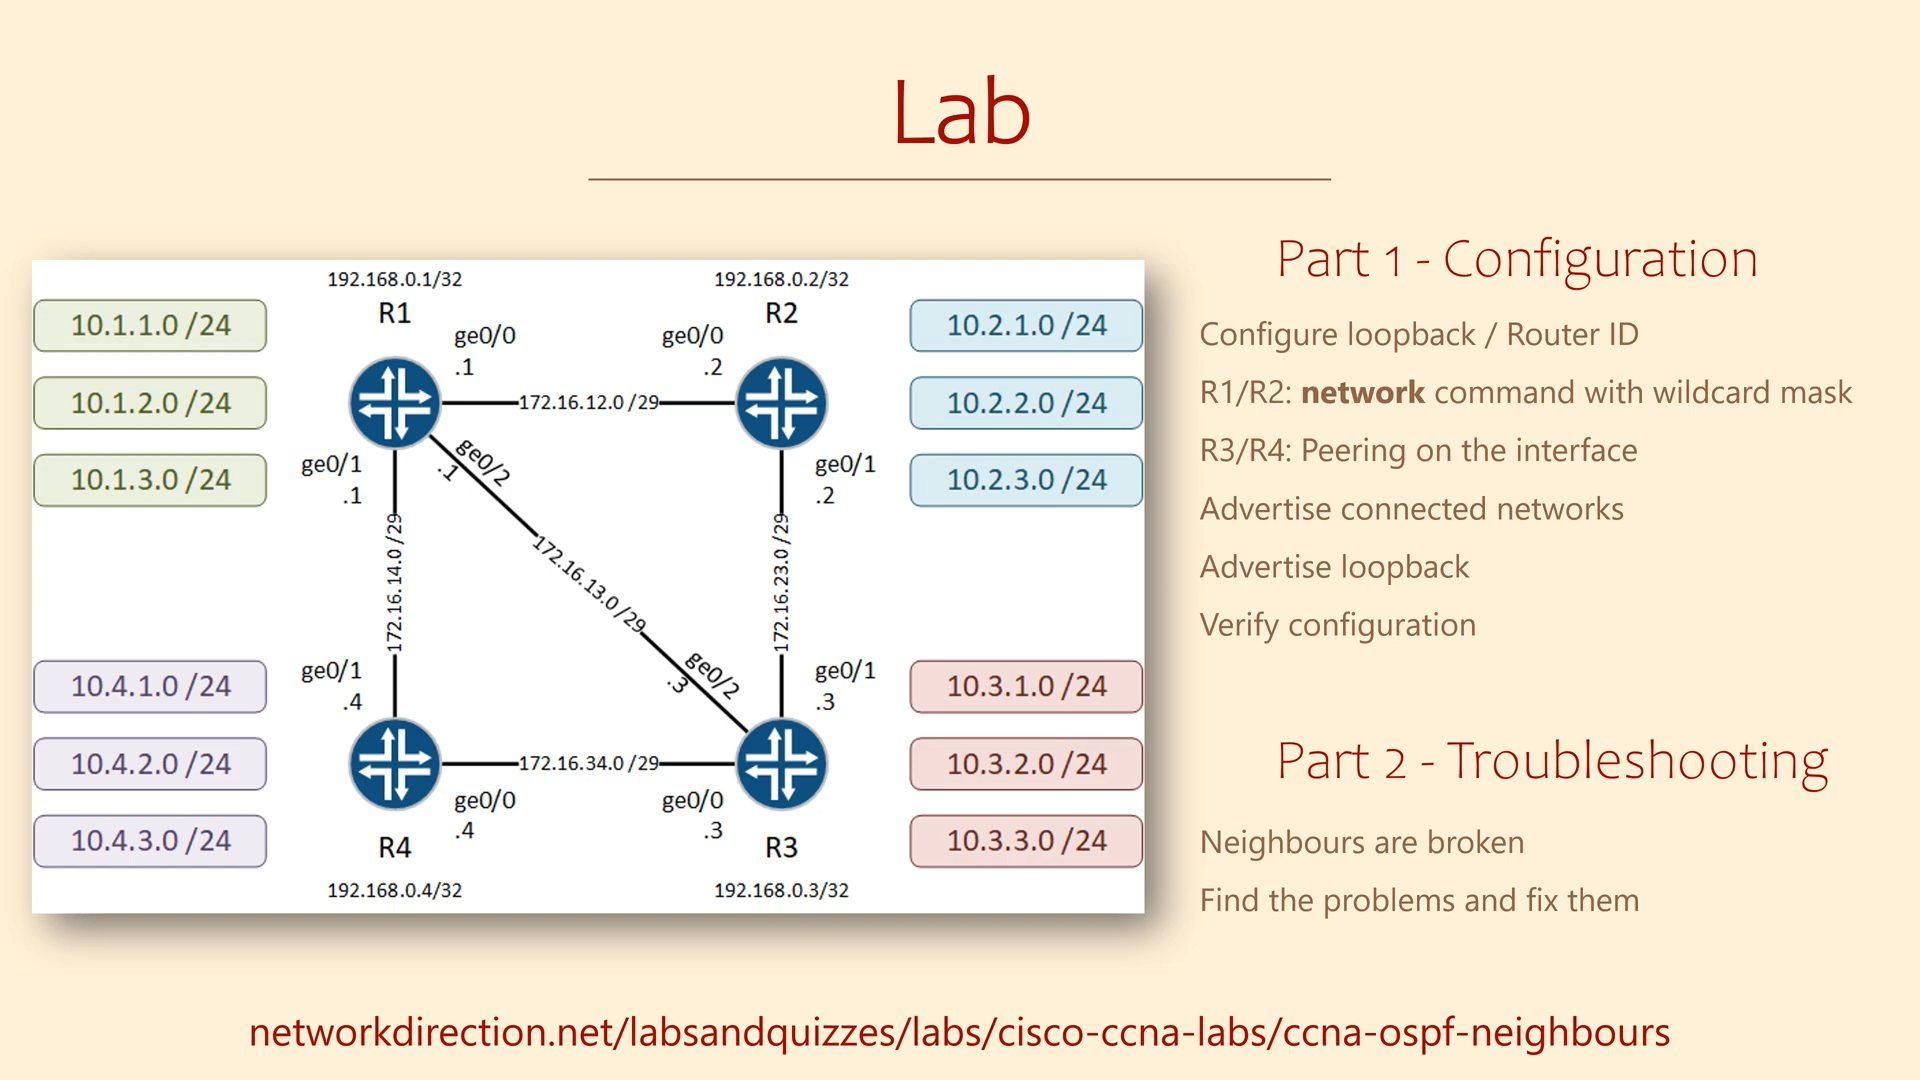 Lab
192.168.0.1/32
R1
192.168.0.2/32
R2
10.1.1.0 /24
10.1.2.0 /24
10.1.3.0 /24
ge0/0
.1
ge0/0
.2
172.16.12.0 /29
10.2.1.0 /24
10.2.2.0 /24
10.2.3.0 /24
ge0/1
.1
ge0/2
.1
ge0/1
.2
172.16.14.0 /29
172.16.13.0 /29
172.16.23.0 /29
ge0/1
.4
ge0/2
.3
ge0/1
.3
10.4.1.0 /24
10.4.2.0 /24
10.4.3.0 /24
172.16.34.0 /29
ge0/0
.4
ge0/0
.3
10.3.1.0 /24
10.3.2.0 /24
10.3.3.0 /24
R4
192.168.0.4/32
R3
192.168.0.3/32
Part 1 - Configuration
Configure loopback / Router ID
R1/R2: network command with wildcard mask
R3/R4: Peering on the interface
Advertise connected networks
Advertise loopback
Verify configuration
Part 2 - Troubleshooting
Neighbours are broken
Find the problems and fix them
networkdirection.net/labsandquizzes/labs/cisco-ccna-labs/ccna-ospf-neighbours